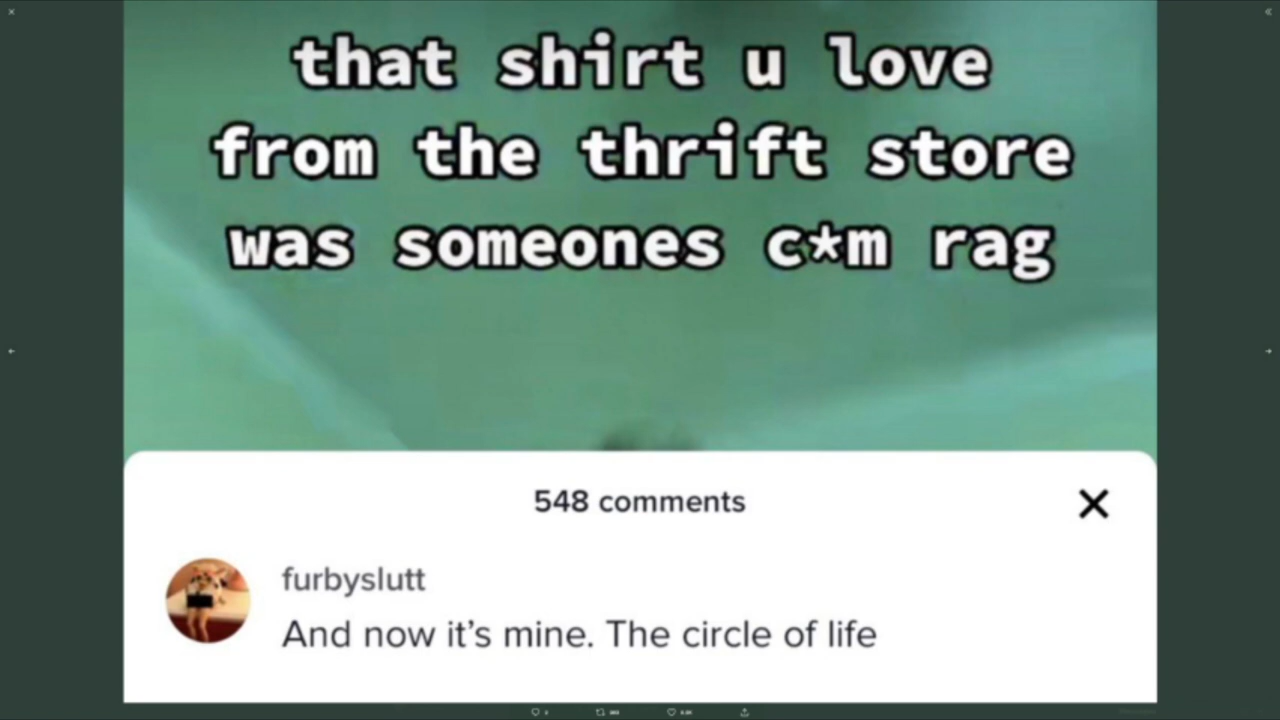 that shirt u love
from the thrift store
was someones c*m rag
548 comments
furbyslutt
And now it's mine. The circle of life